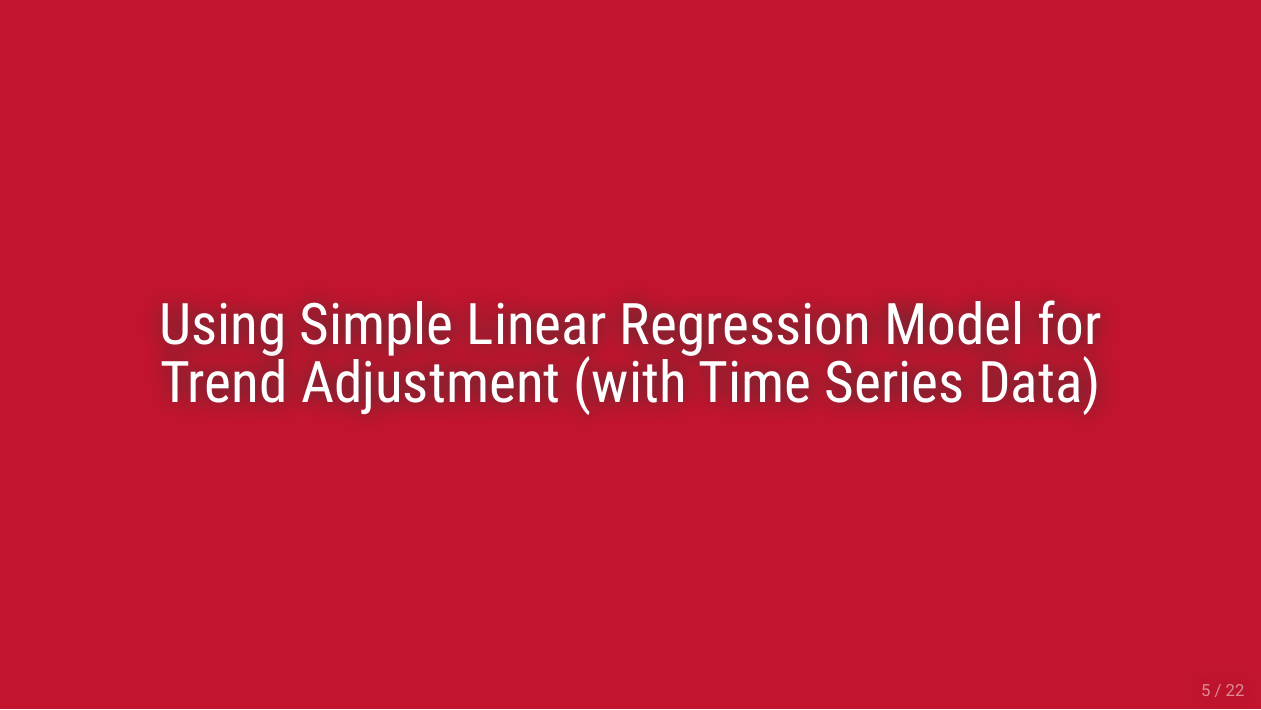 Using Simple Linear Regression Model for
Trend Adjustment (with Time Series Data)
5 / 22